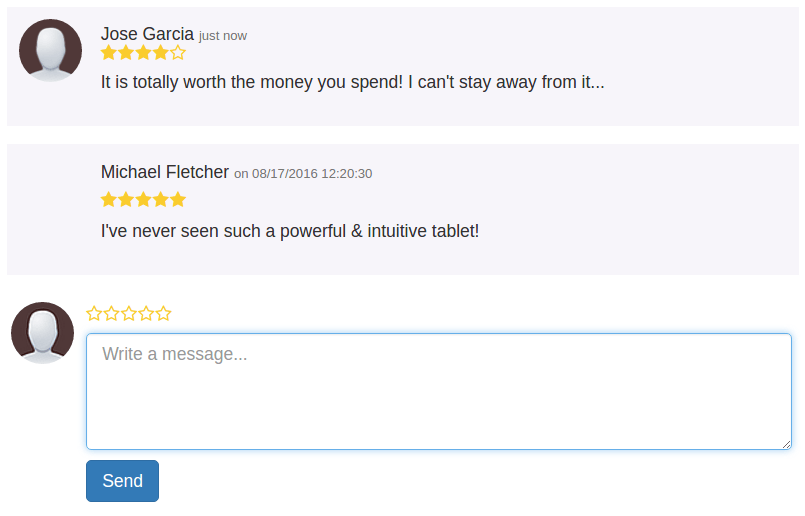 Jose Garcia just now
It is totally worth the money you spend! I can't stay away from it...
Michael Fletcher on 08/17/2016 12:20:30
I've never seen such a powerful & intuitive tablet!
Write a message...
Send